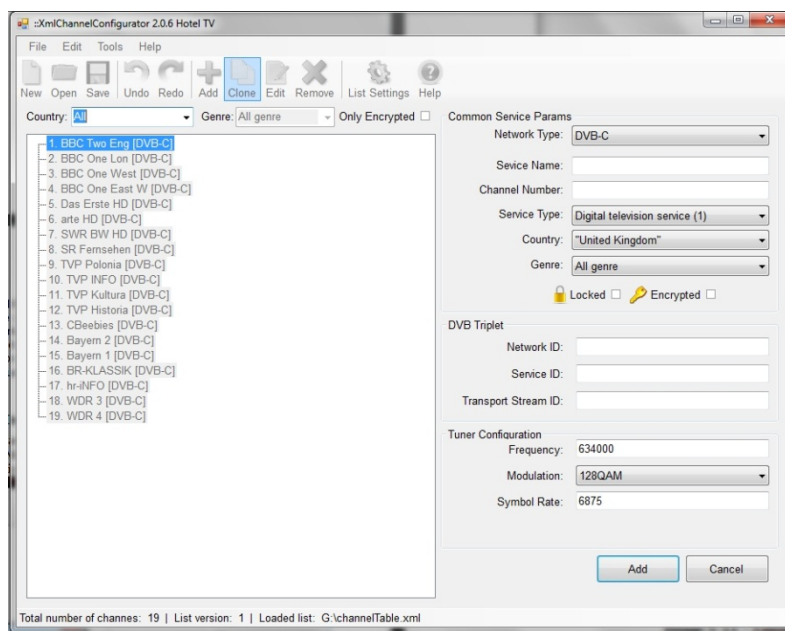 ::XmlChannelConfigurator 2.0.6 Hotel TV
File Edit Tools Help
New Open Save Undo Redo Add Clone Edit Remove List Settings Help
Country: All Genre: All genre Only Encrypted
1. BBC Two Eng [DVB-C]
2. BBC One Lon [DVB-C]
3. BBC One West [DVB-C]
4. BBC One East W [DVB-C]
5. Das Erste HD [DVB-C]
6. arte HD [DVB-C]
7. SWR BW HD [DVB-C]
8. SR Fernsehen [DVB-C]
9. TVP Polonia [DVB-C]
10. TVP INFO [DVB-C]
11. TVP Kultura [DVB-C]
12. TVP Historia [DVB-C]
13. CBeebies [DVB-C]
14. Bayern 2 [DVB-C]
15. Bayern 1 [DVB-C]
16. BR-KLASSIK [DVB-C]
17. hr-iNFO [DVB-C]
18. WDR 3 [DVB-C]
19. WDR 4 [DVB-C]
Common Service Params
Network Type: DVB-C
Sevice Name:
Channel Number:
Service Type: Digital television service (1)
Country: "United Kingdom"
Genre: All genre
Locked Encrypted
DVB Triplet
Network ID:
Service ID:
Transport Stream ID:
Tuner Configuration
Frequency: 634000
Modulation: 128QAM
Symbol Rate: 6875
Add Cancel
Total number of channes: 19 | List version: 1 | Loaded list: G:\channelTable.xml